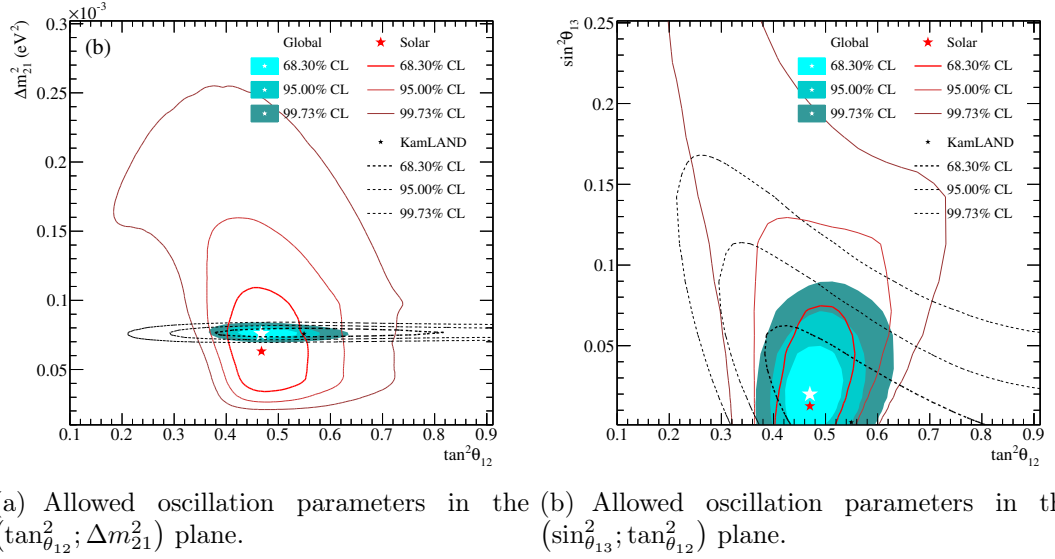 ×10⁻³
Δm²₂₁ (eV²)
(b)
Global
Solar
68.30% CL
68.30% CL
95.00% CL
95.00% CL
99.73% CL
99.73% CL
KamLAND
68.30% CL
95.00% CL
99.73% CL
0.3
0.25
0.2
0.15
0.1
0.05
0.1 0.2 0.3 0.4 0.5 0.6 0.7 0.8 0.9
tan²θ₁₂
sin²θ₁₃
Global
Solar
68.30% CL
68.30% CL
95.00% CL
95.00% CL
99.73% CL
99.73% CL
KamLAND
68.30% CL
95.00% CL
99.73% CL
0.25
0.2
0.15
0.1
0.05
0
0.1 0.2 0.3 0.4 0.5 0.6 0.7 0.8 0.9
tan²θ₁₂
a) Allowed oscillation parameters in the
(tan²_θ₁₂; Δm²₂₁) plane.
(b) Allowed oscillation parameters in th
(sin²_θ₁₃; tan²_θ₁₂) plane.